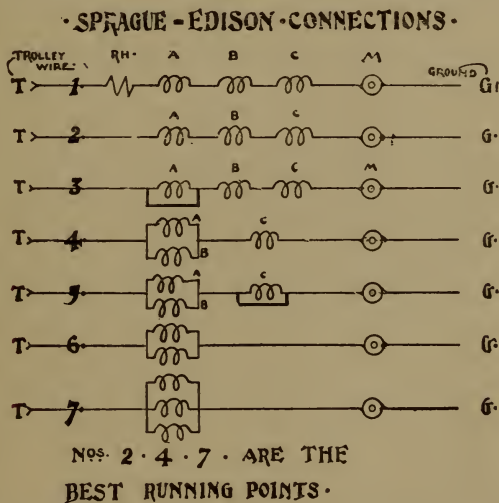 · SPRAGUE - EDISON · CONNECTIONS ·
TROLLEY WIRE RH· A B C M GROUND
T 1· G
A B C
T 2· G·
A B C M
T 3 G·
T 4 A B C G·
T 5 A B C G·
T 6· G·
T 7· G·
Nos. 2 · 4 · 7 · ARE THE
BEST RUNNING POINTS ·